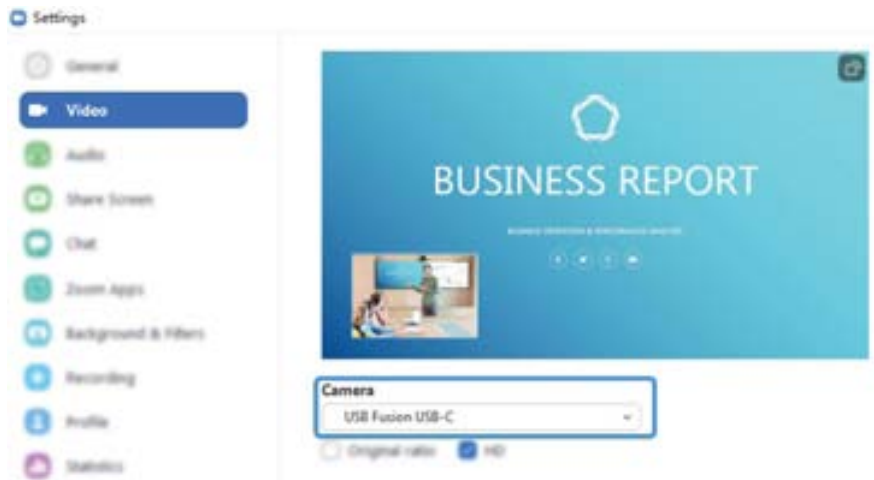 Settings
General
Video
Audio
Share Screen
Chat
Zoom Apps
Background & Filters
Recording
Profile
Statistics
BUSINESS REPORT
Camera
USB Fusion USB-C
Original ratio
HD